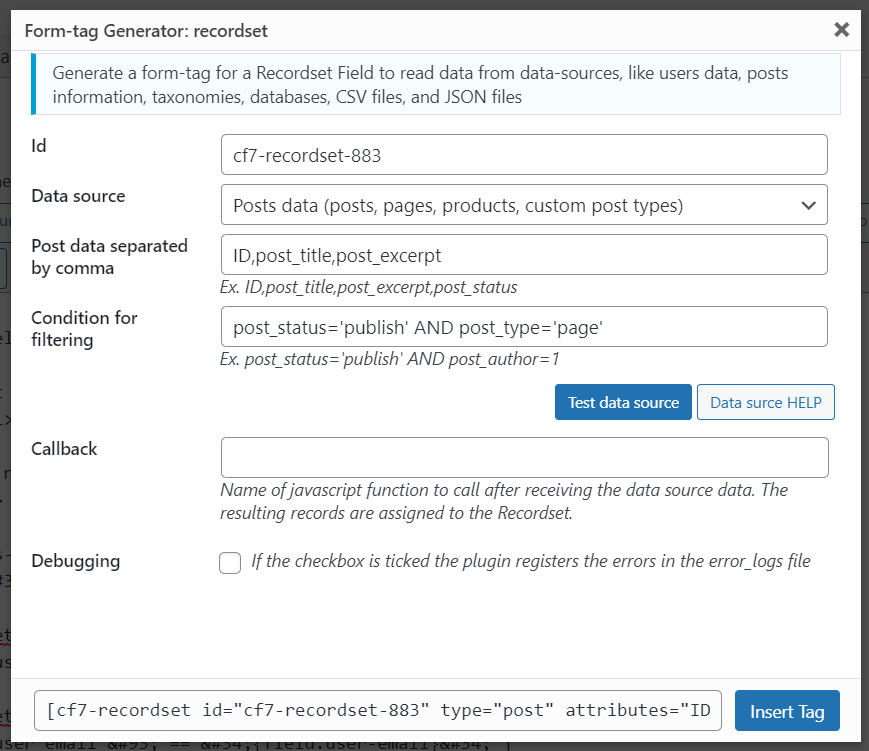 Form-tag Generator: recordset
Generate a form-tag for a Recordset Field to read data from data-sources, like users data, posts
information, taxonomies, databases, CSV files, and JSON files
Id
cf7-recordset-883
Data source
Posts data (posts, pages, products, custom post types)
Post data separated
by comma
ID,post_title,post_excerpt
Ex. ID,post_title,post_excerpt,post_status
Condition for
filtering
post_status='publish' AND post_type='page'
Ex. post_status='publish' AND post_author=1
Test data source
Data surce HELP
Callback
Name of javascript function to call after receiving the data source data. The
resulting records are assigned to the Recordset.
Debugging
If the checkbox is ticked the plugin registers the errors in the error_logs file
[cf7-recordset id="cf7-recordset-883" type="post" attributes="ID
Insert Tag